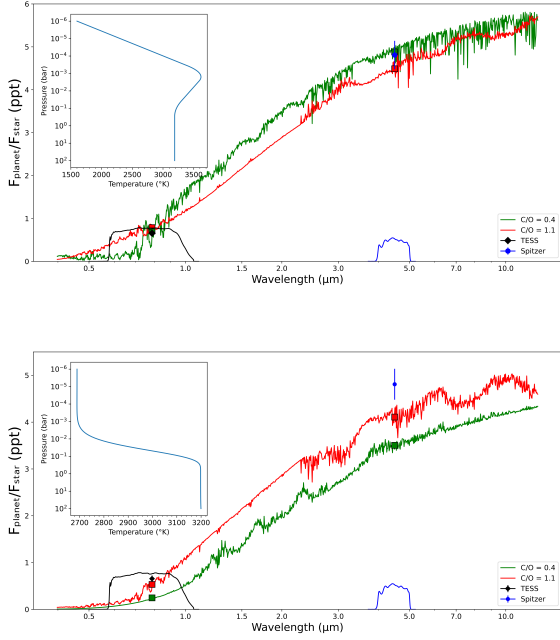 6
5
4
3
2
1
0
F_planet/F_star (ppt)
10⁻⁶
10⁻⁵
10⁻⁴
10⁻³
10⁻²
10⁻¹
10⁰
10¹
10²
Pressure (bar)
1500 2000 2500 3000 3500
Temperature (°K)
C/O = 0.4
C/O = 1.1
TESS
Spitzer
0.5 1.0 1.5 2.0 3.0 4.0 5.0 7.0 10.0
Wavelength (μm)
5
4
3
2
1
0
F_planet/F_star (ppt)
10⁻⁶
10⁻⁵
10⁻⁴
10⁻³
10⁻²
10⁻¹
10⁰
10¹
10²
Pressure (bar)
2700 2800 2900 3000 3100 3200
Temperature (°K)
C/O = 0.4
C/O = 1.1
TESS
Spitzer
0.5 1.0 1.5 2.0 3.0 4.0 5.0 7.0 10.0
Wavelength (μm)